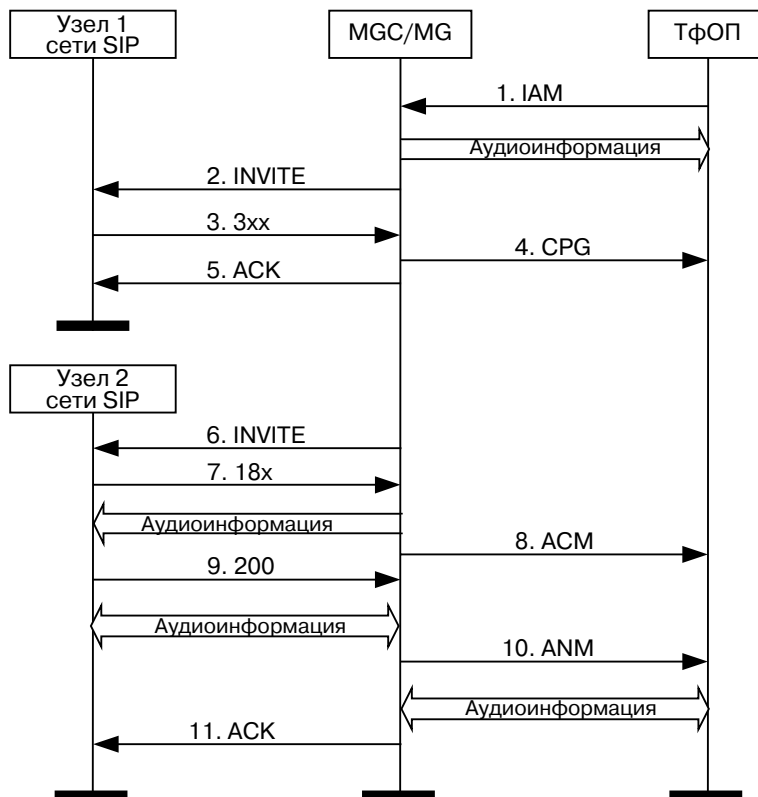 Узел 1
сети SIP
MGC/MG
ТфОП
1. IAM
Аудиоинформация
2. INVITE
3. 3xx
4. CPG
5. ACK
Узел 2
сети SIP
6. INVITE
7. 18x
Аудиоинформация
8. ACM
9. 200
Аудиоинформация
10. ANM
Аудиоинформация
11. ACK